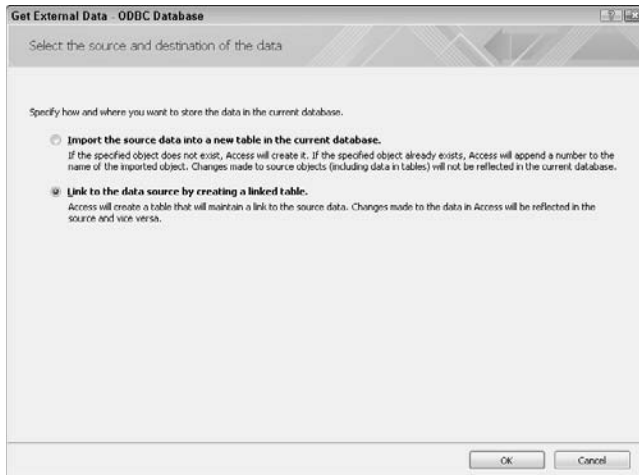 Get External Data - ODBC Database
Select the source and destination of the data
Specify how and where you want to store the data in the current database.
Import the source data into a new table in the current database.
If the specified object does not exist, Access will create it. If the specified object already exists, Access will append a number to the
name of the imported object. Changes made to source objects (including data in tables) will not be reflected in the current database.
Link to the data source by creating a linked table.
Access will create a table that will maintain a link to the source data. Changes made to the data in Access will be reflected in the
source and vice versa.
OK
Cancel